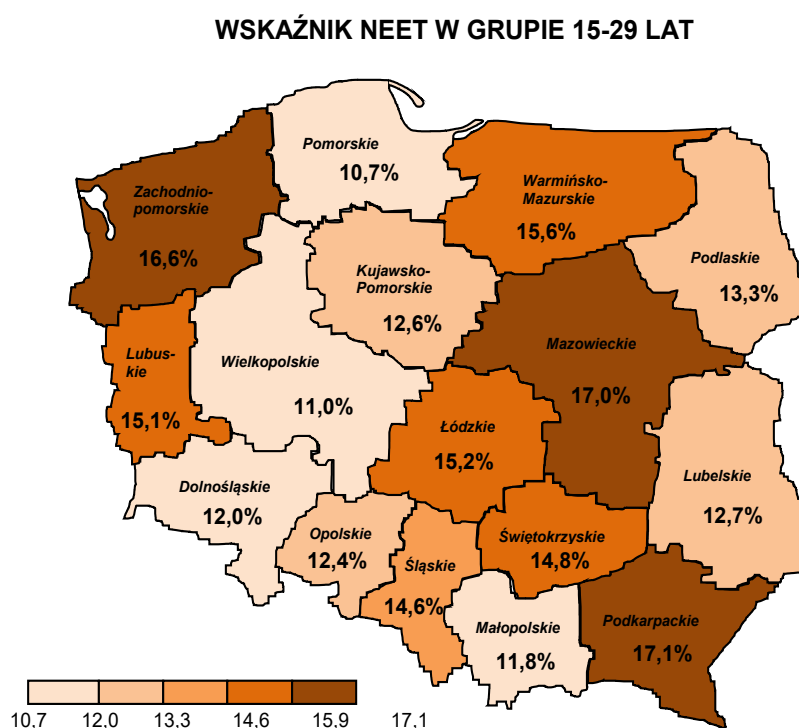 WSKAŹNIK NEET W GRUPIE 15-29 LAT
Pomorskie
10,7%
Zachodnio-
pomorskie
16,6%
Warmińsko-
Mazurskie
15,6%
Podlaskie
13,3%
Kujawsko-
Pomorskie
12,6%
Mazowieckie
17,0%
Lubus-
kie
15,1%
Wielkopolskie
11,0%
Łódzkie
15,2%
Lubelskie
12,7%
Dolnośląskie
12,0%
Opolskie
12,4%
Śląskie
14,6%
Świętokrzyskie
14,8%
Małopolskie
11,8%
Podkarpackie
17,1%
10,7 12,0 13,3 14,6 15,9 17,1